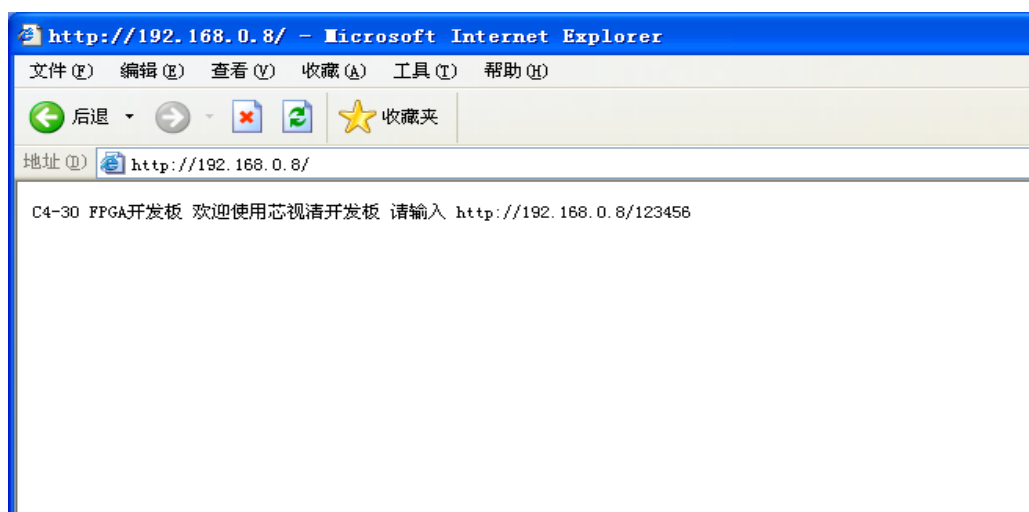 http://192.168.0.8/ - Microsoft Internet Explorer
文件(F) 编辑(E) 查看(V) 收藏(A) 工具(T) 帮助(H)
后退 收藏夹
地址(D) http://192.168.0.8/
C4-30 FPGA开发板 欢迎使用芯视清开发板 请输入 http://192.168.0.8/123456